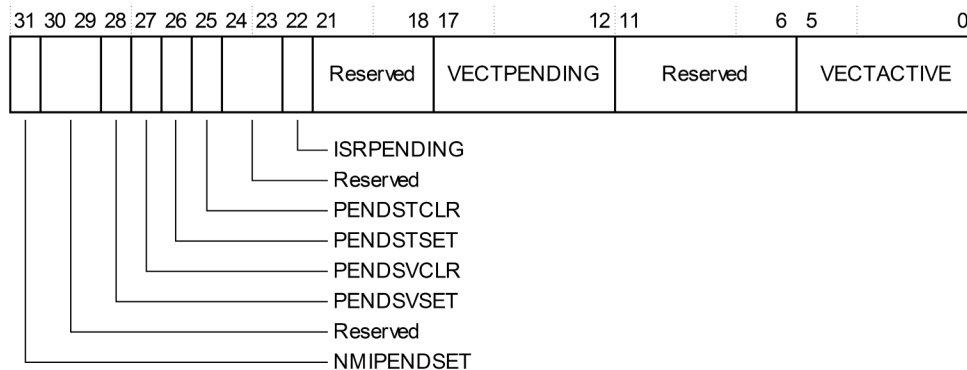 31 30 29 28 27 26 25 24 23 22 21 18 17 12 11 6 5 0
Reserved VECTPENDING Reserved VECTACTIVE
ISRPENDING
Reserved
PENDSTCLR
PENDSTSET
PENDSVCLR
PENDSVSET
Reserved
NMIPENDSET